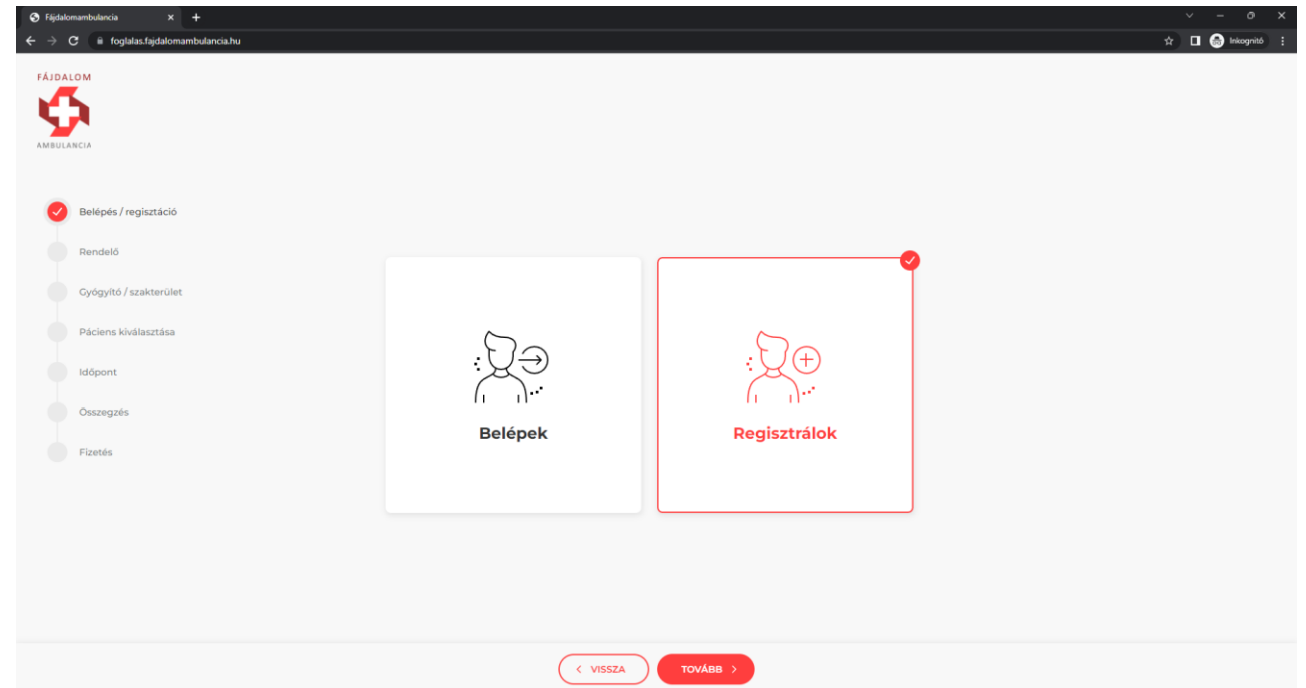 Fájdalomambulancia
foglalas.fajdalomambulancia.hu
Inkognitó
FÁJDALOM
AMBULANCIA
Belépés / regisztáció
Rendelő
Gyógyító / szakterület
Páciens kiválasztása
Időpont
Összegzés
Fizetés
Belépek
Regisztrálok
VISSZA
TOVÁBB